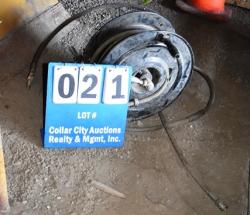 021
LOT #
Collar City Auctions
Realty & Mgmt, Inc.